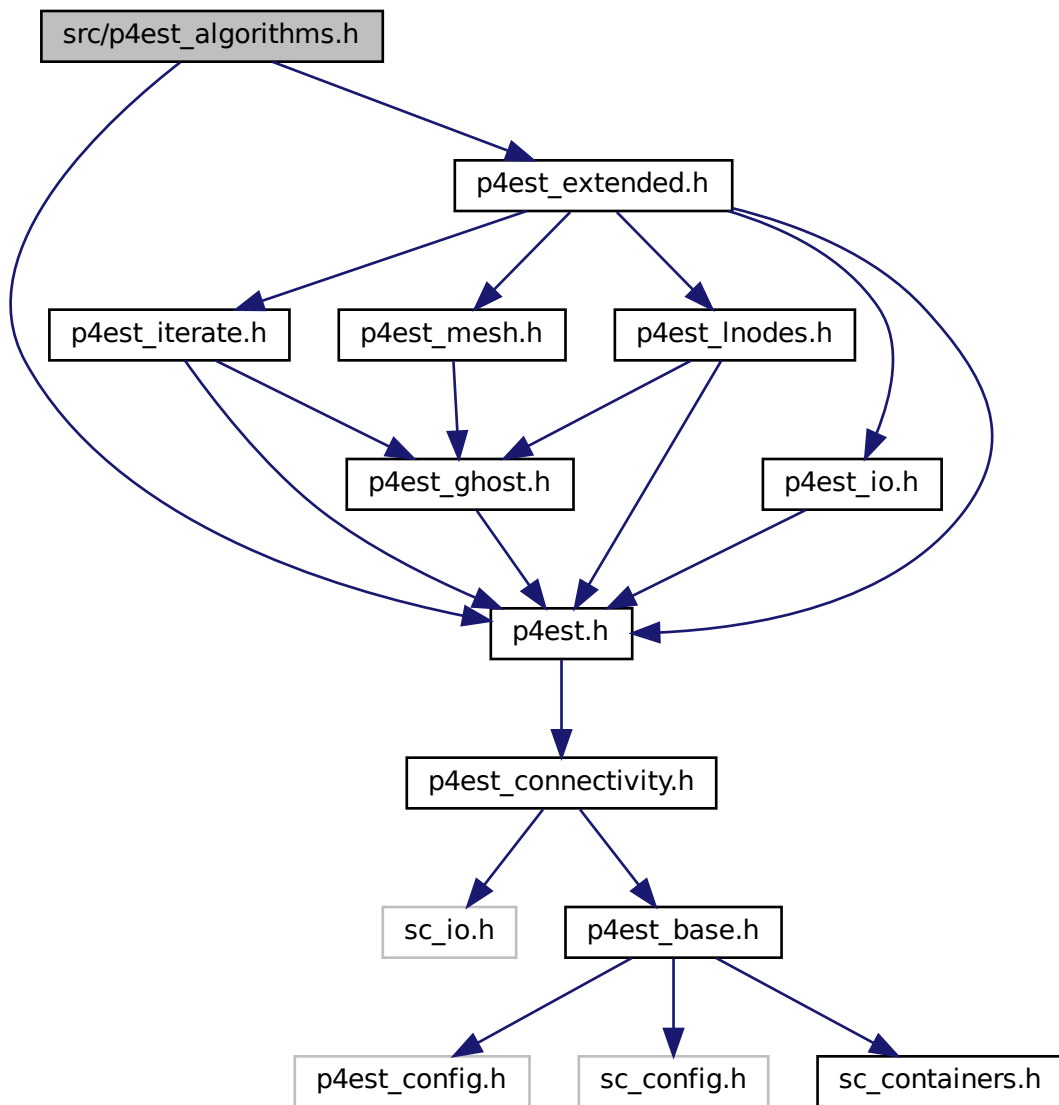 src/p4est_algorithms.h
p4est_extended.h
p4est_iterate.h
p4est_mesh.h
p4est_lnodes.h
p4est_ghost.h
p4est_io.h
p4est.h
p4est_connectivity.h
sc_io.h
p4est_base.h
p4est_config.h
sc_config.h
sc_containers.h